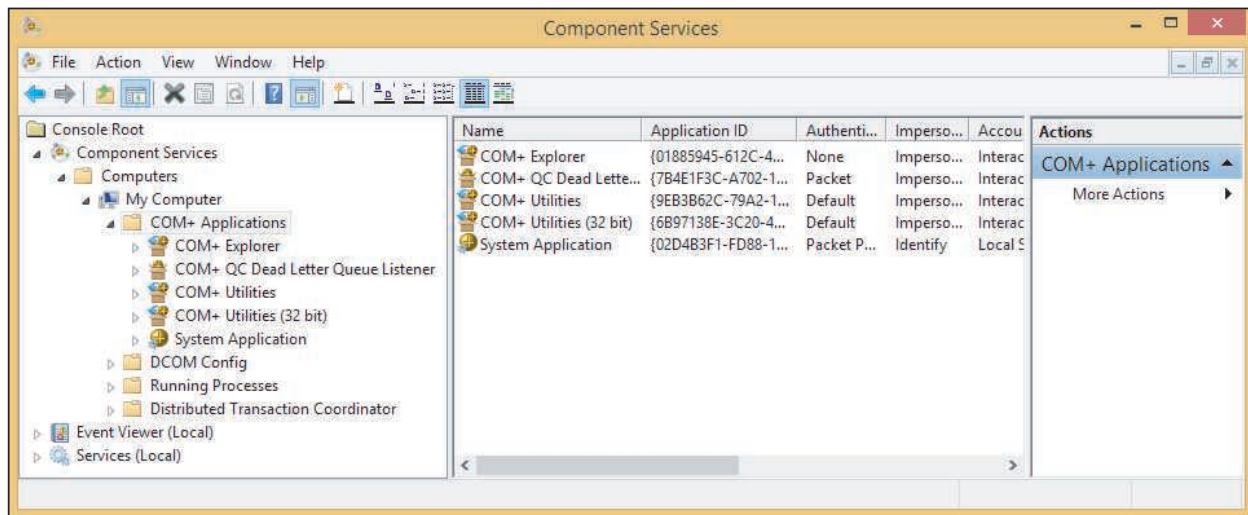 Component Services
File Action View Window Help
Console Root
Component Services
Computers
My Computer
COM+ Applications
COM+ Explorer
COM+ QC Dead Letter Queue Listener
COM+ Utilities
COM+ Utilities (32 bit)
System Application
DCOM Config
Running Processes
Distributed Transaction Coordinator
Event Viewer (Local)
Services (Local)
Name Application ID Authenti... Imperso... Accou
COM+ Explorer {01885945-612C-4... None Imperso... Interac
COM+ QC Dead Lette... {7B4E1F3C-A702-1... Packet Imperso... Interac
COM+ Utilities {9EB3B62C-79A2-1... Default Imperso... Interac
COM+ Utilities (32 bit) {6B97138E-3C20-4... Default Imperso... Interac
System Application {02D4B3F1-FD88-1... Packet P... Identify Local S
Actions
COM+ Applications
More Actions